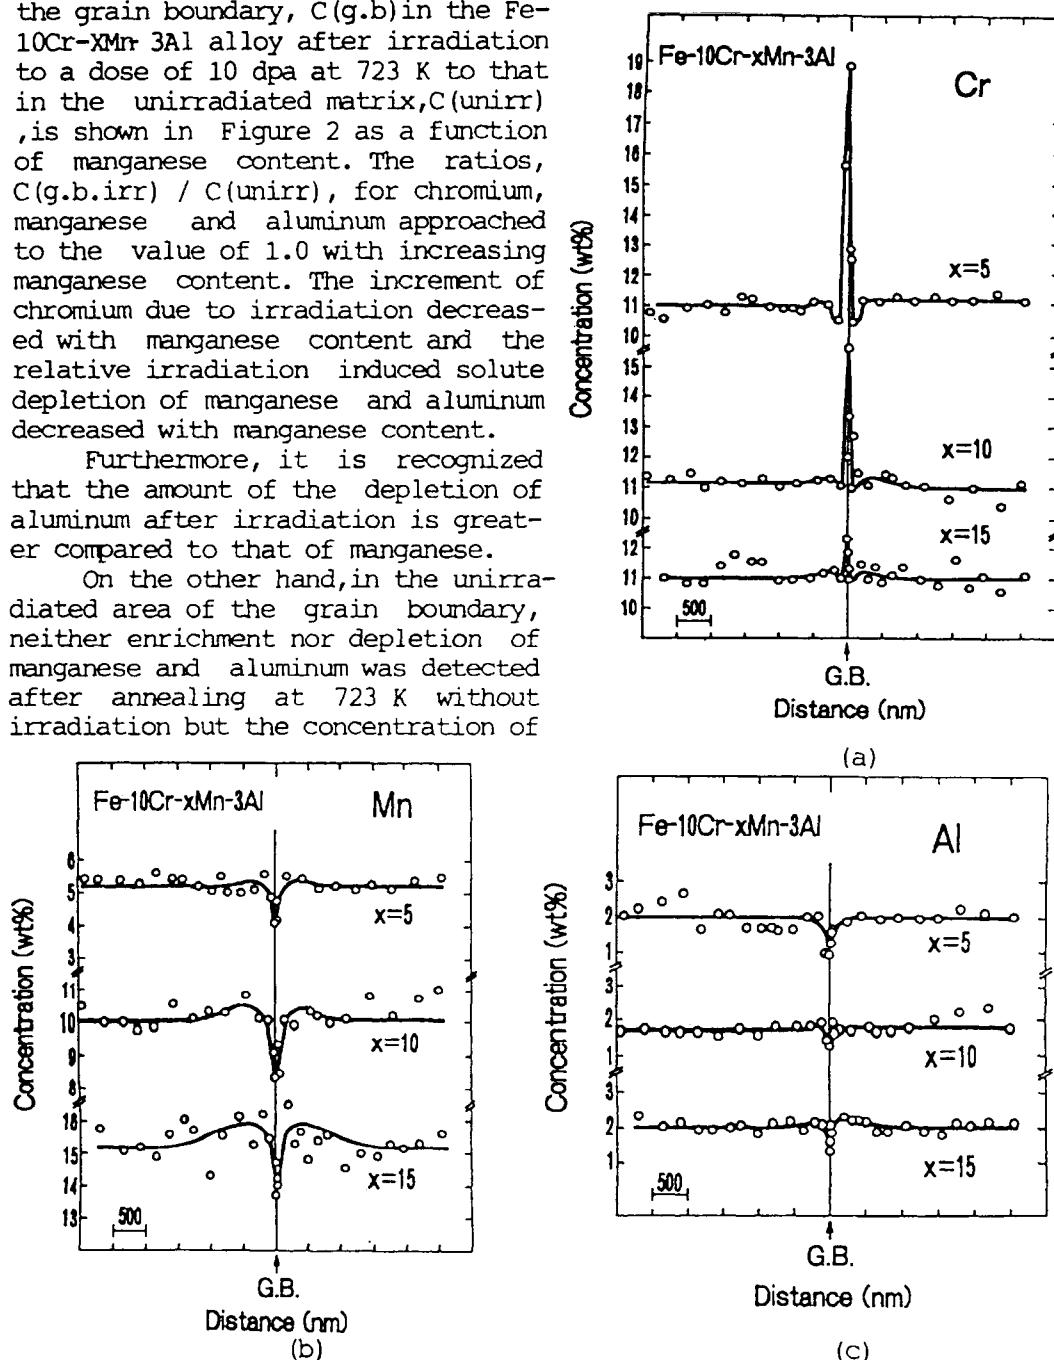 the grain boundary, C(g.b)in the Fe-
10Cr-XMn- 3Al alloy after irradiation
to a dose of 10 dpa at 723 K to that
in the unirradiated matrix,C(unirr)
,is shown in Figure 2 as a function
of manganese content. The ratios,
C(g.b.irr) / C(unirr), for chromium,
manganese and aluminum approached
to the value of 1.0 with increasing
manganese content. The increment of
chromium due to irradiation decreas-
ed with manganese content and the
relative irradiation induced solute
depletion of manganese and aluminum
decreased with manganese content.
Furthermore, it is recognized
that the amount of the depletion of
aluminum after irradiation is great-
er compared to that of manganese.
On the other hand,in the unirra-
diated area of the grain boundary,
neither enrichment nor depletion of
manganese and aluminum was detected
after annealing at 723 K without
irradiation but the concentration of
Fe-10Cr-xMn-3Al
Cr
Concentration (wt%)
19
18
17
16
15
14
13
12
11
10
x=5
15
14
13
12
11
10
x=10
12
11
10
x=15
500
G.B.
Distance (nm)
(a)
Fe-10Cr-xMn-3Al
Mn
Concentration (wt%)
6
5
4
3
x=5
11
10
9
8
x=10
16
15
14
13
x=15
500
G.B.
Distance (nm)
(b)
Fe-10Cr-xMn-3Al
Al
Concentration (wt%)
3
2
1
x=5
3
2
1
x=10
3
2
1
x=15
500
G.B.
Distance (nm)
(c)